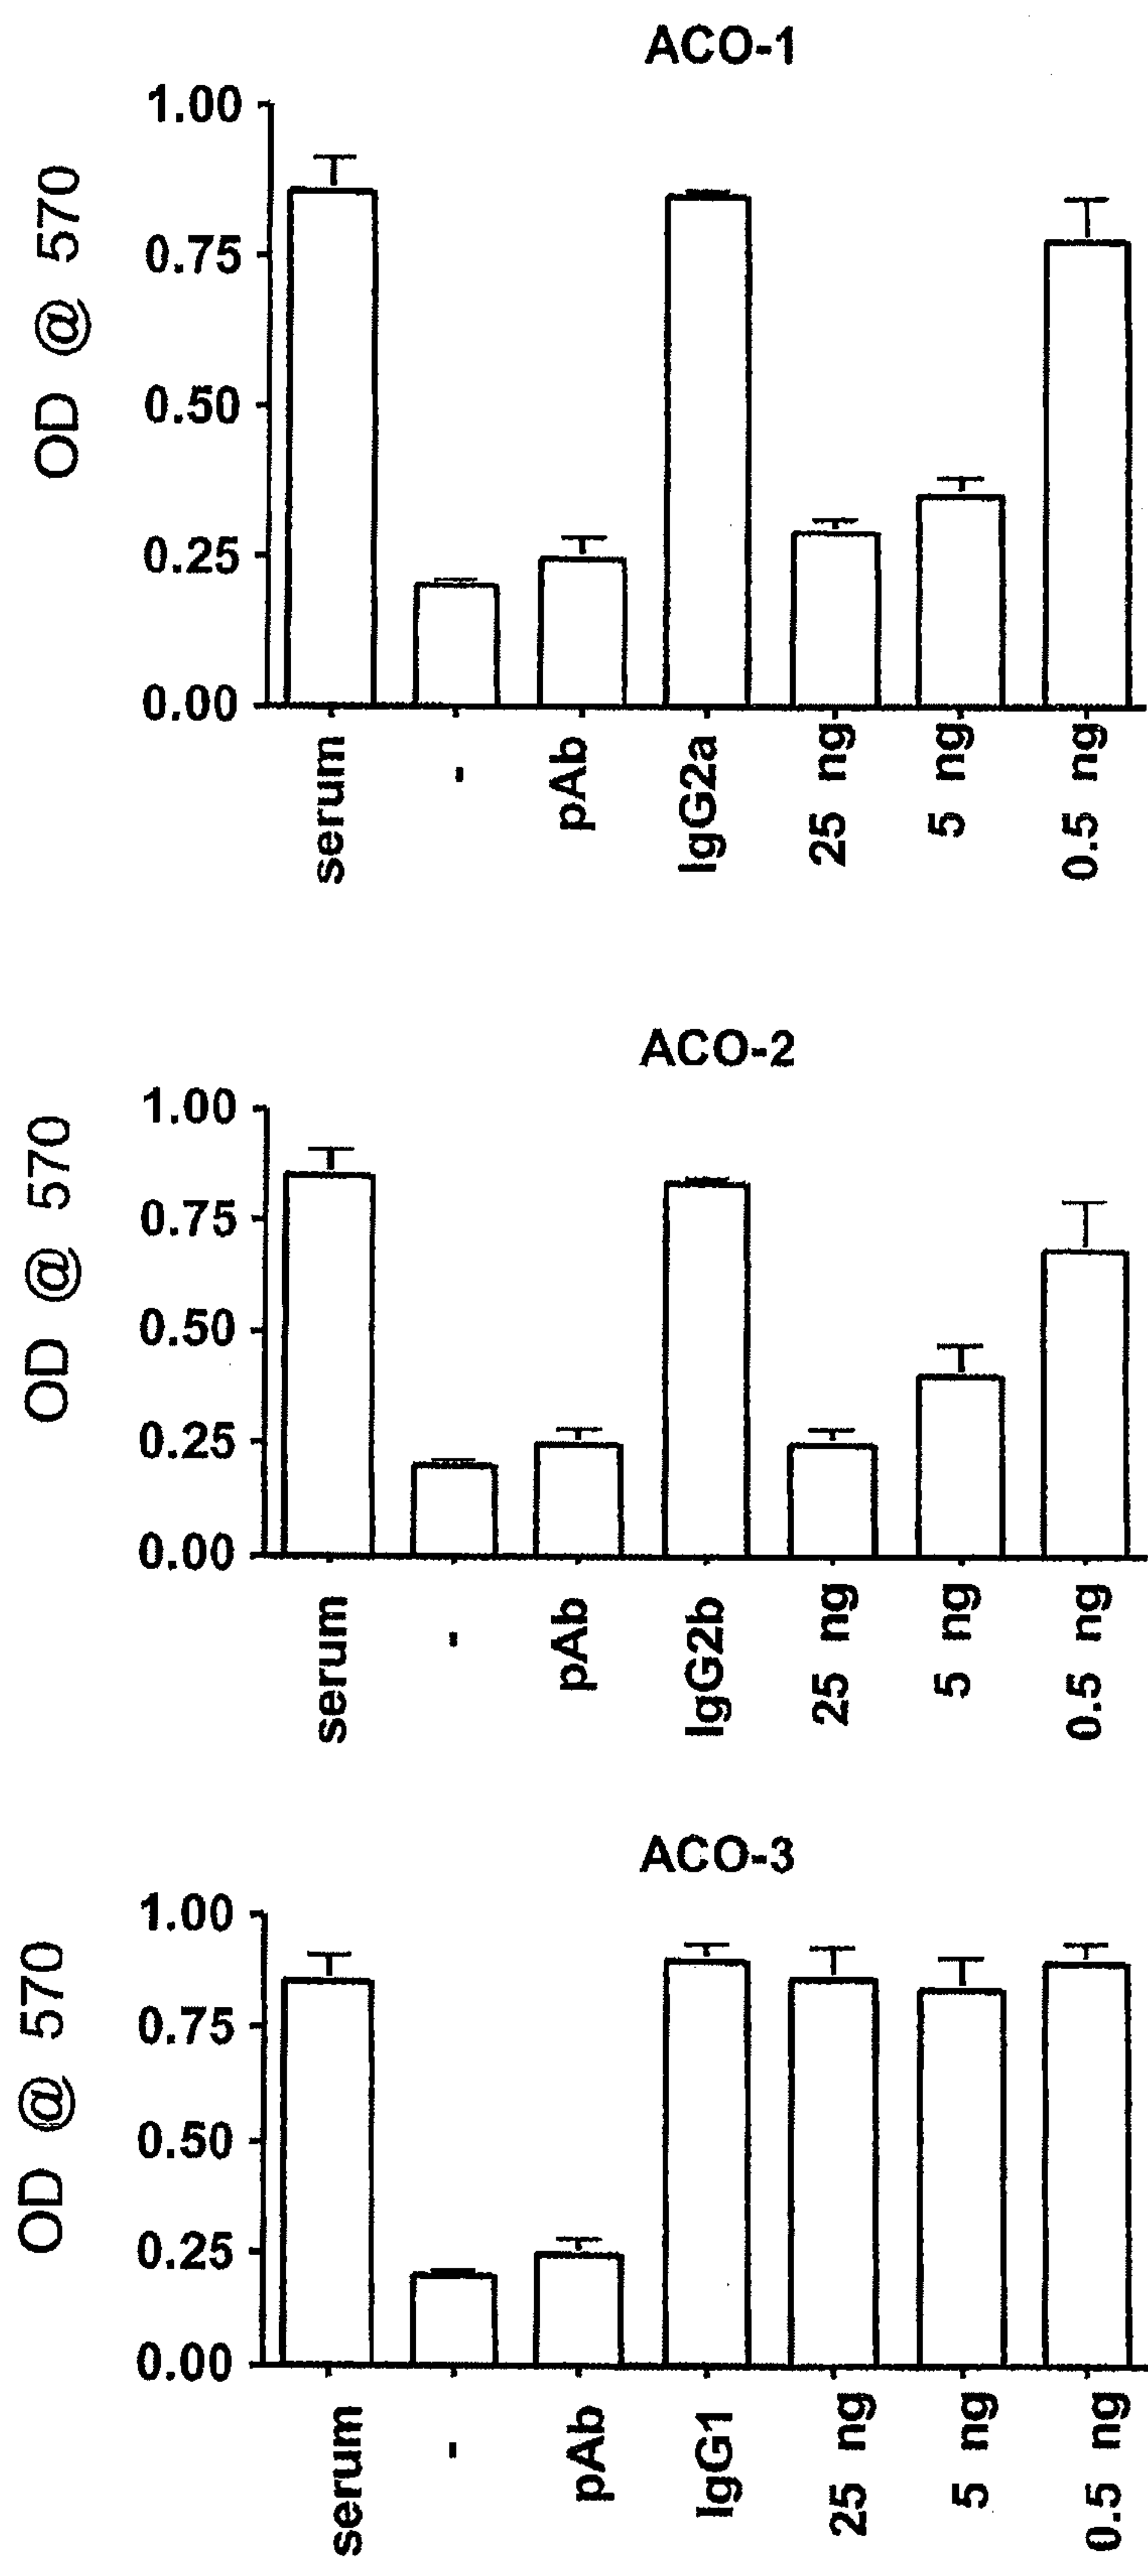 ACO-1
OD @ 570
1.00
0.75
0.50
0.25
0.00
serum
-
pAb
IgG2a
25 ng
5 ng
0.5 ng
ACO-2
OD @ 570
1.00
0.75
0.50
0.25
0.00
serum
-
pAb
IgG2b
25 ng
5 ng
0.5 ng
ACO-3
OD @ 570
1.00
0.75
0.50
0.25
0.00
serum
-
pAb
IgG1
25 ng
5 ng
0.5 ng